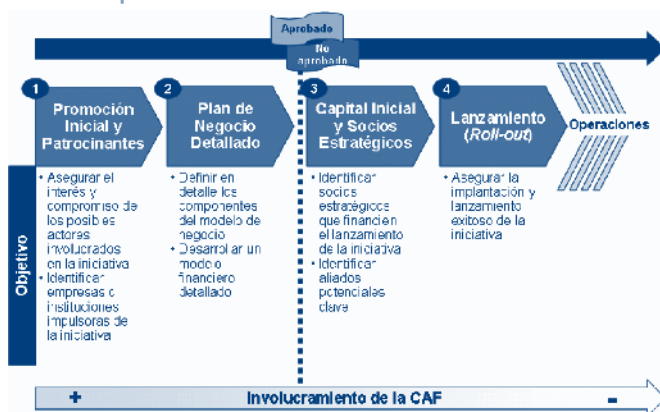 Aprobado
No
aprobado
1
Promoción
Inicial y
Patrocinantes
2
Plan de
Negocio
Detallado
3
Capital Inicial
y Socios
Estratégicos
4
Lanzamiento
(Roll-out)
Operaciones
Objetivo
• Asegurar el
interés y
compromiso de
los posibles
actores
involucrados
en la iniciativa
• Identificar
empresas o
instituciones
impulsoras de
la iniciativa
• Definir en
detalle los
componentes
del modelo de
negocio
• Desarrollar un
modelo
financiero
detallado
• Identificar
socios
estratégicos
que financien
el lanzamiento
de la iniciativa
• Identificar
aliados
potenciales
clave
• Asegurar la
implantación y
lanzamiento
exitoso de la
iniciativa
+ Involucramiento de la CAF -